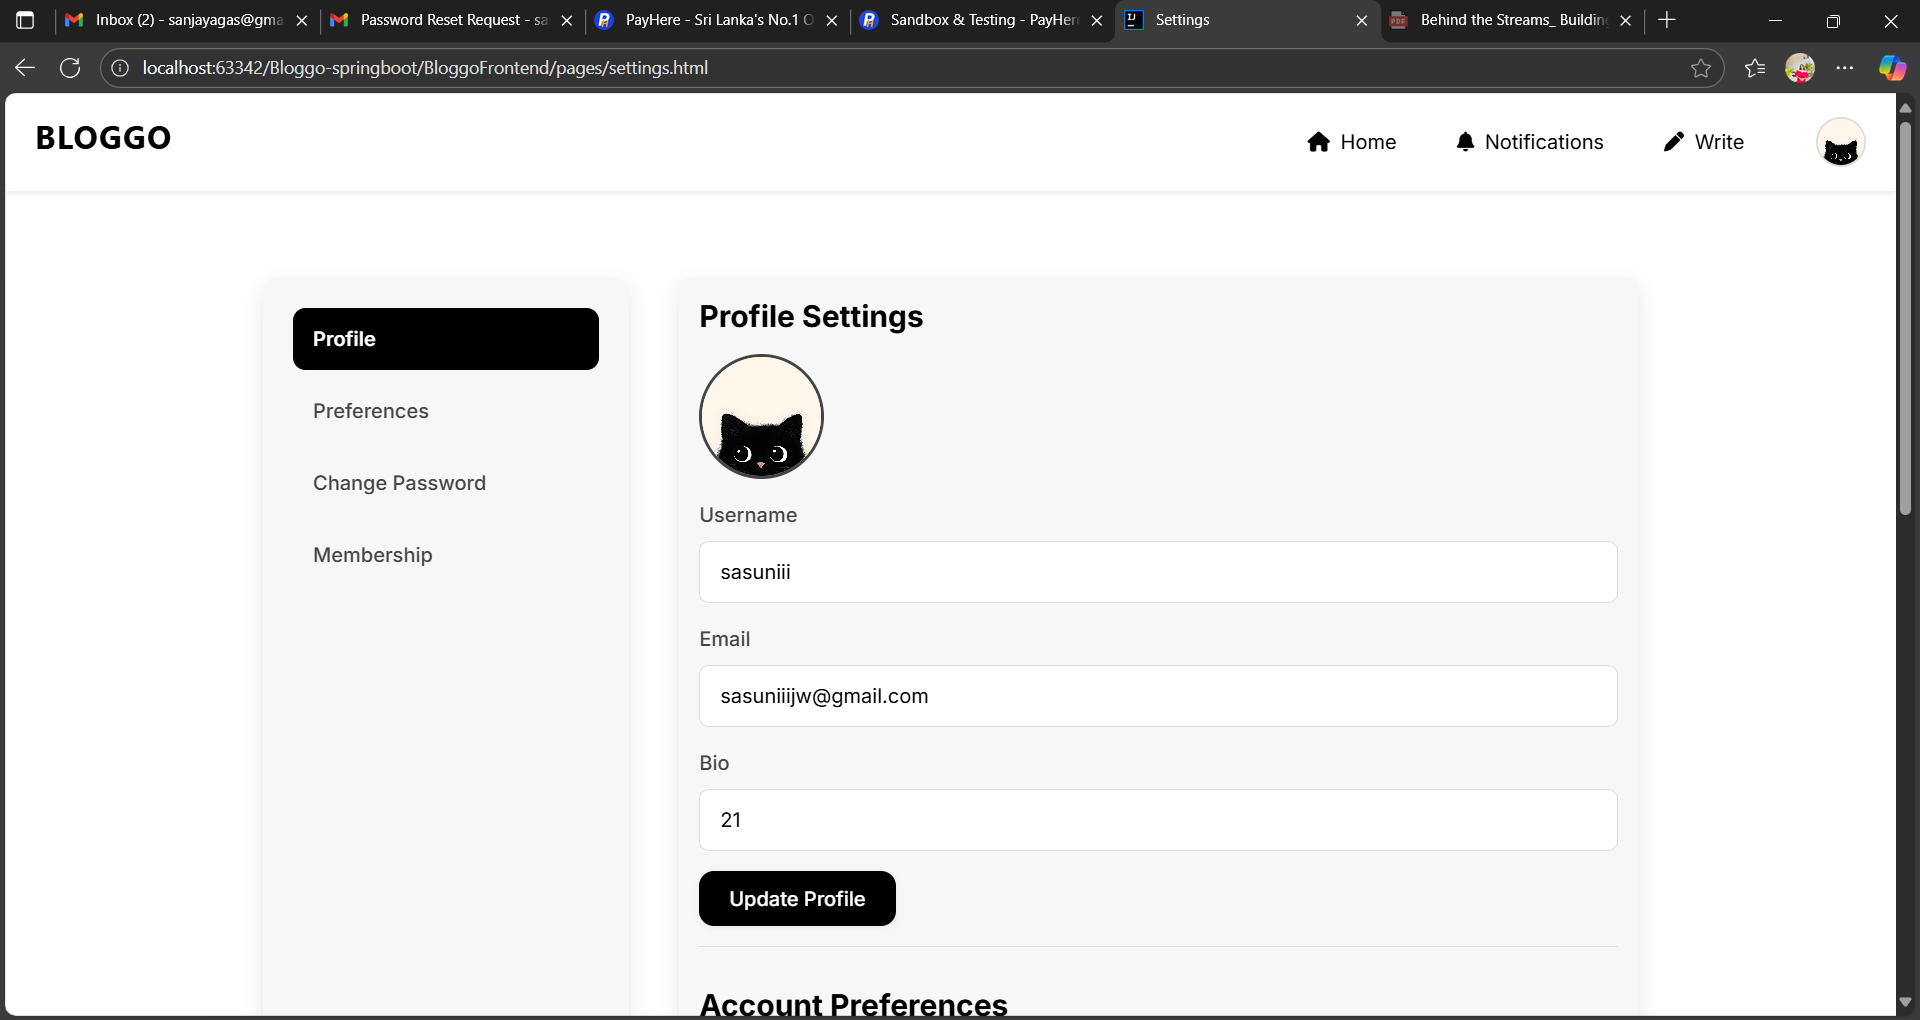 Inbox (2) - sanjayagas@gma
Password Reset Request - sa
PayHere - Sri Lanka's No.1 O
Sandbox & Testing - PayHere
Settings
Behind the Streams_ Building
localhost:63342/Bloggo-springboot/BloggoFrontend/pages/settings.html
BLOGGO
Home
Notifications
Write
Profile
Preferences
Change Password
Membership
Profile Settings
Username
sasuniii
Email
sasuniiijw@gmail.com
Bio
21
Update Profile
Account Preferences